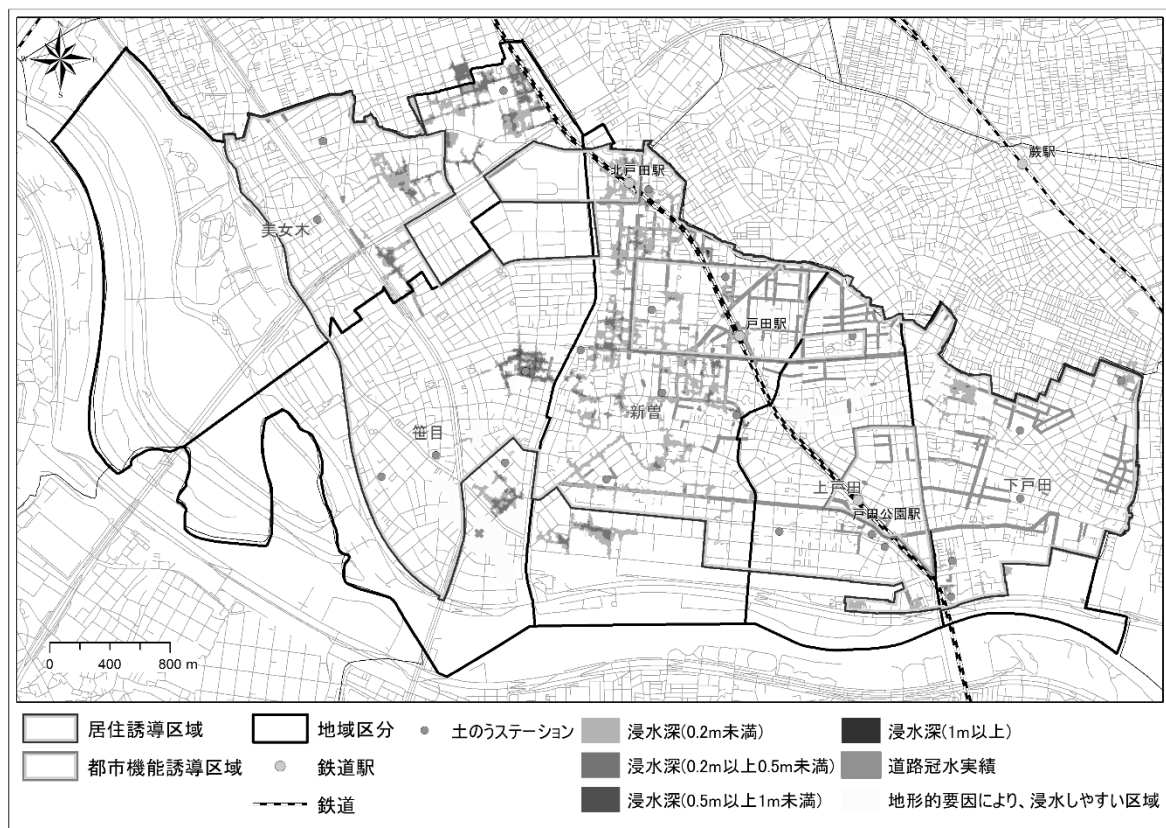 蕨駅
北戸田駅
美女木
戸田駅
新曽
笹目
上戸田
戸田公園駅
下戸田
0 400 800 m
居住誘導区域
地域区分
土のうステーション
浸水深(0.2m未満)
浸水深(1m以上)
都市機能誘導区域
鉄道駅
浸水深(0.2m以上0.5m未満)
道路冠水実績
鉄道
浸水深(0.5m以上1m未満)
地形的要因により、浸水しやすい区域